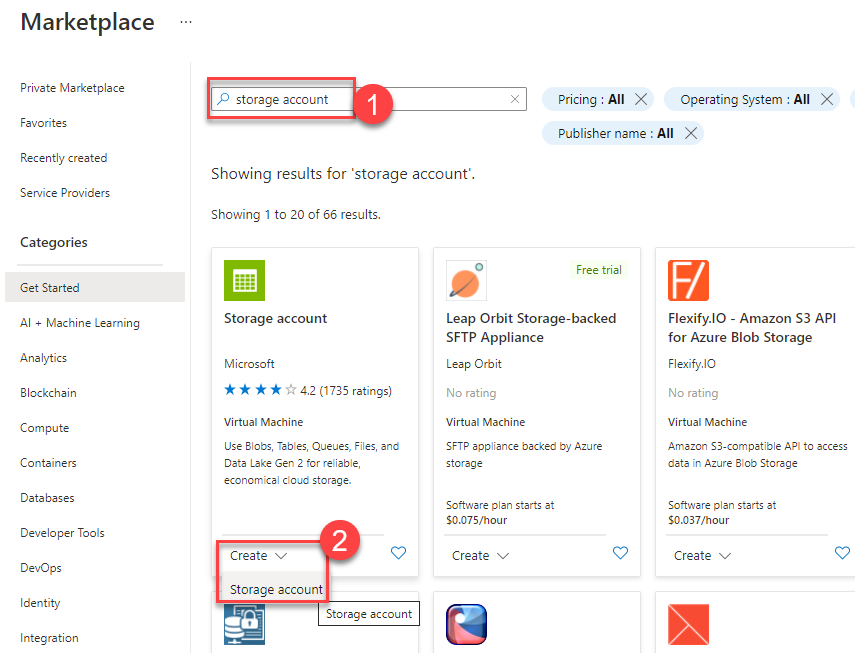 Marketplace ...
Private Marketplace
Favorites
Recently created
Service Providers
Categories
Get Started
AI + Machine Learning
Analytics
Blockchain
Compute
Containers
Databases
Developer Tools
DevOps
Identity
Integration
storage account
1
Pricing : All
Operating System : All
Publisher name : All
Showing results for 'storage account'.
Showing 1 to 20 of 66 results.
Storage account
Microsoft
4.2 (1735 ratings)
Virtual Machine
Use Blobs, Tables, Queues, Files, and
Data Lake Gen 2 for reliable,
economical cloud storage.
Create
2
Storage account
Storage account
Free trial
Leap Orbit Storage-backed
SFTP Appliance
Leap Orbit
No rating
Virtual Machine
SFTP appliance backed by Azure
storage
Software plan starts at
$0.075/hour
Create
F/
Flexify.IO - Amazon S3 API
for Azure Blob Storage
Flexify.IO
No rating
Virtual Machine
Amazon S3-compatible API to access
data in Azure Blob Storage
Software plan starts at
$0.037/hour
Create